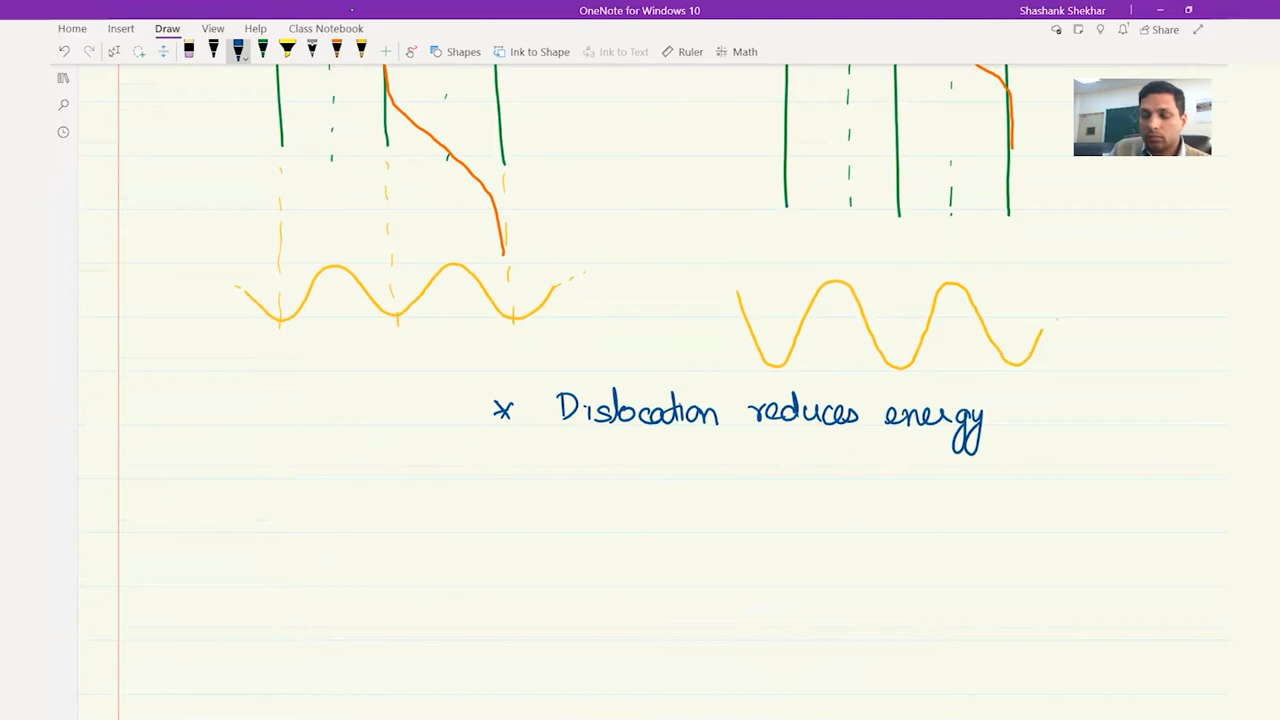 OneNote for Windows 10
Shashank Shekhar
Home Insert Draw View Help Class Notebook
Share
Shapes Ink to Shape Ink to Text Ruler Math
* Dislocation reduces energy